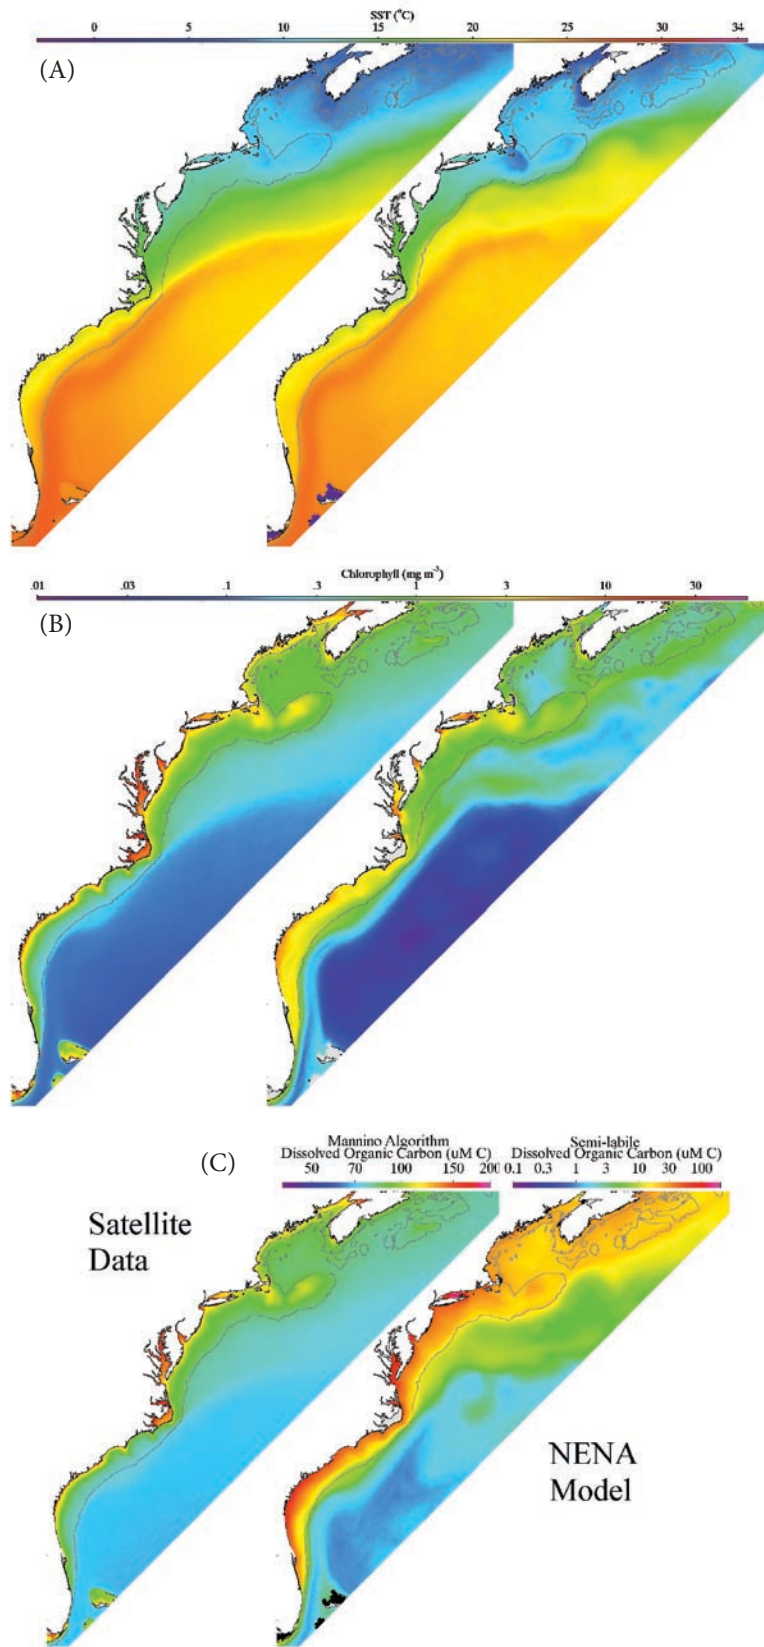 SST (°C)
0 5 10 15 20 25 30 34
(A)
Chlorophyll (mg m-3)
.01 .03 .1 .3 1 3 10 30
(B)
(C)
Mannino Algorithm
Dissolved Organic Carbon (uM C)
50 70 100 150 200
Semi-labile
Dissolved Organic Carbon (uM C)
0.1 0.3 1 3 10 30 100
Satellite
Data
NENA
Model